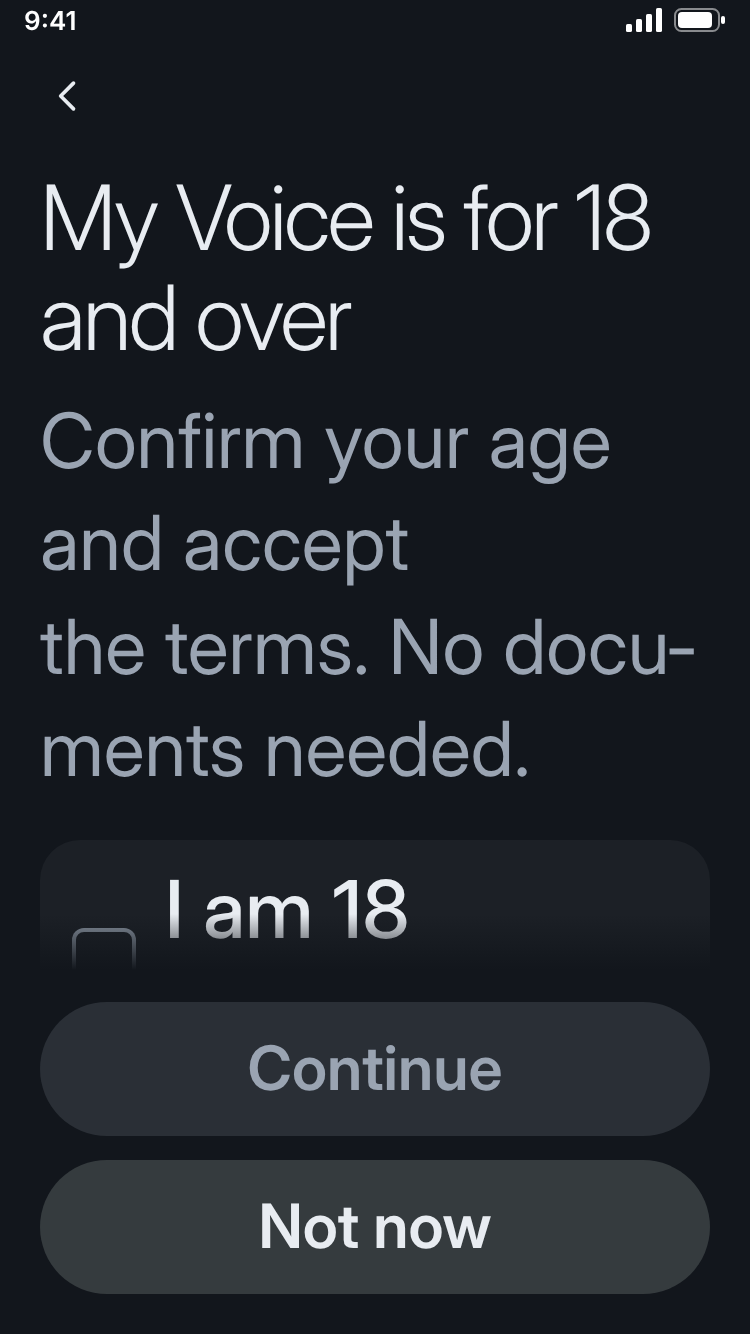 9:41
My Voice is for 18
and over
Confirm your age
and accept
the terms. No docu-
ments needed.
I am 18
Continue
Not now